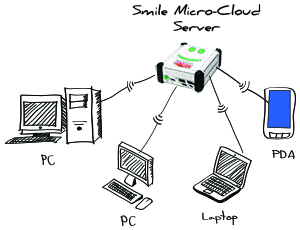 Smile Micro-Cloud
Server
PC
PC
Laptop
PDA